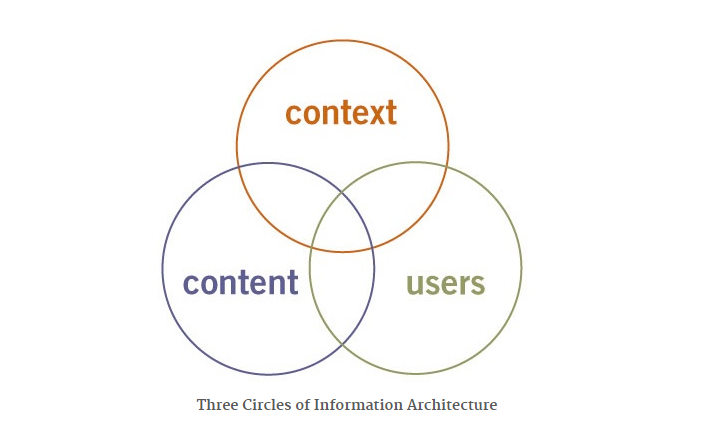 context
content
users
Three Circles of Information Architecture